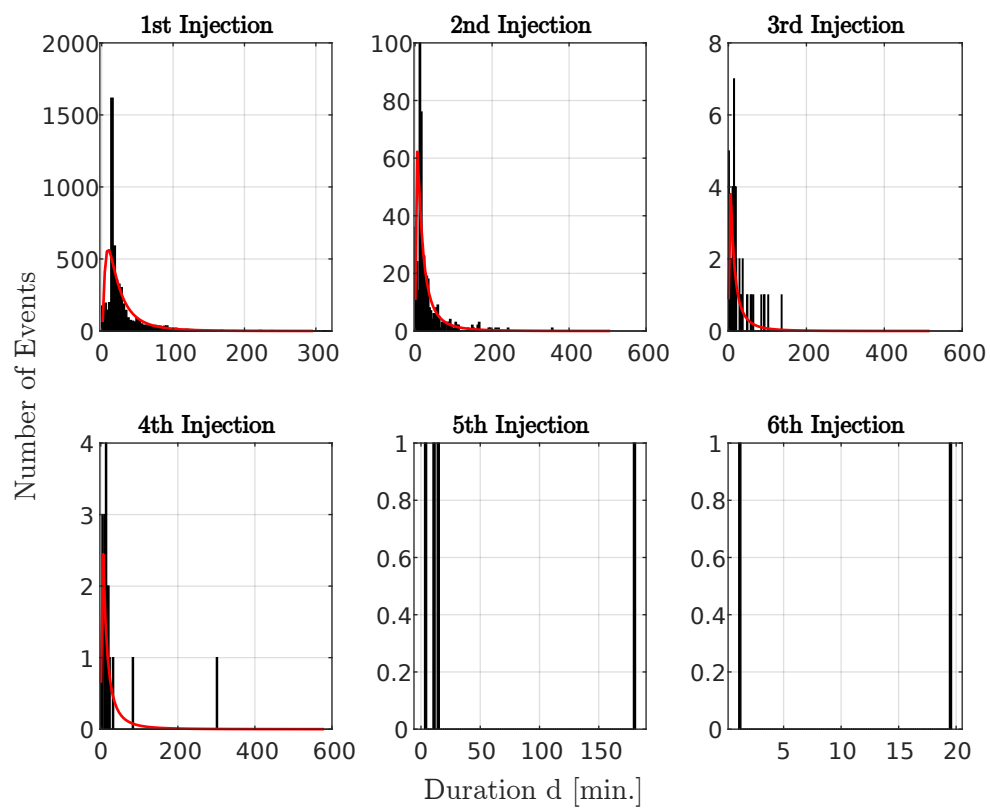 1st Injection
2nd Injection
3rd Injection
2000
1500
1000
500
0
0 100 200 300
100
80
60
40
20
0
0 200 400 600
8
6
4
2
0
0 200 400 600
Number of Events
4th Injection
5th Injection
6th Injection
4
3
2
1
0
0 200 400 600
1
0.8
0.6
0.4
0.2
0
0 50 100 150
1
0.8
0.6
0.4
0.2
0
5 10 15 20
Duration d [min.]